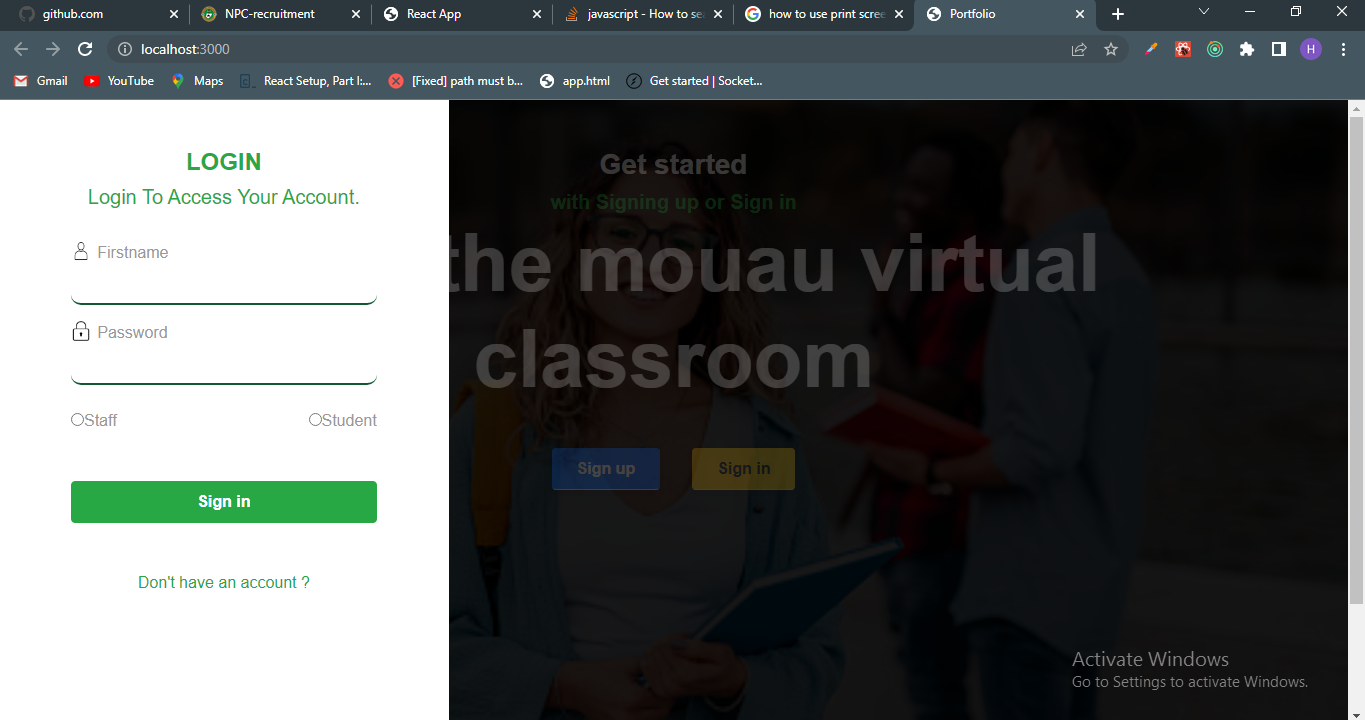 github.com
NPC-recruitment
React App
javascript - How to se
how to use print scree
Portfolio
localhost:3000
H
Gmail
YouTube
Maps
React Setup, Part I:...
[Fixed] path must b...
app.html
Get started | Socket...
LOGIN
Login To Access Your Account.
Firstname
Password
Staff
Student
Sign in
Don't have an account ?
Get started
with Signing up or Sign in
the mouau virtual
classroom
Sign up
Sign in
Activate Windows
Go to Settings to activate Windows.